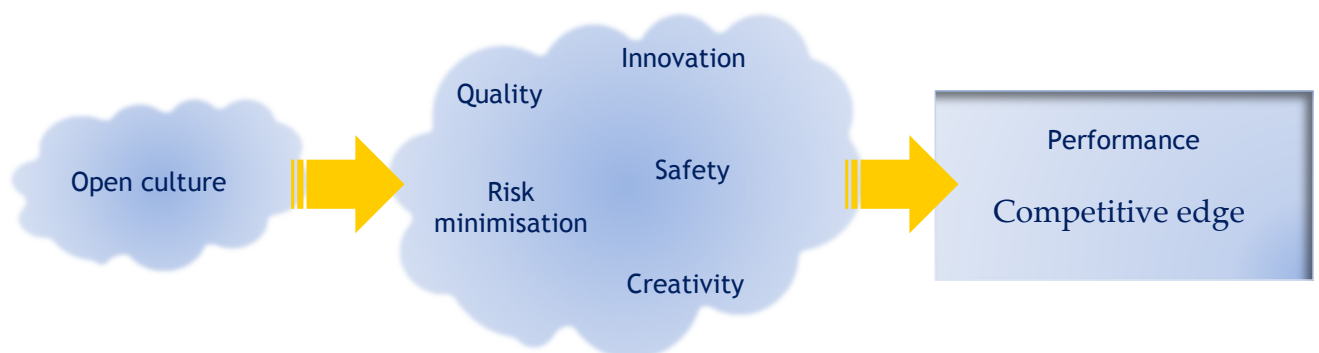 Open culture
Innovation
Quality
Safety
Risk
minimisation
Creativity
Performance
Competitive edge